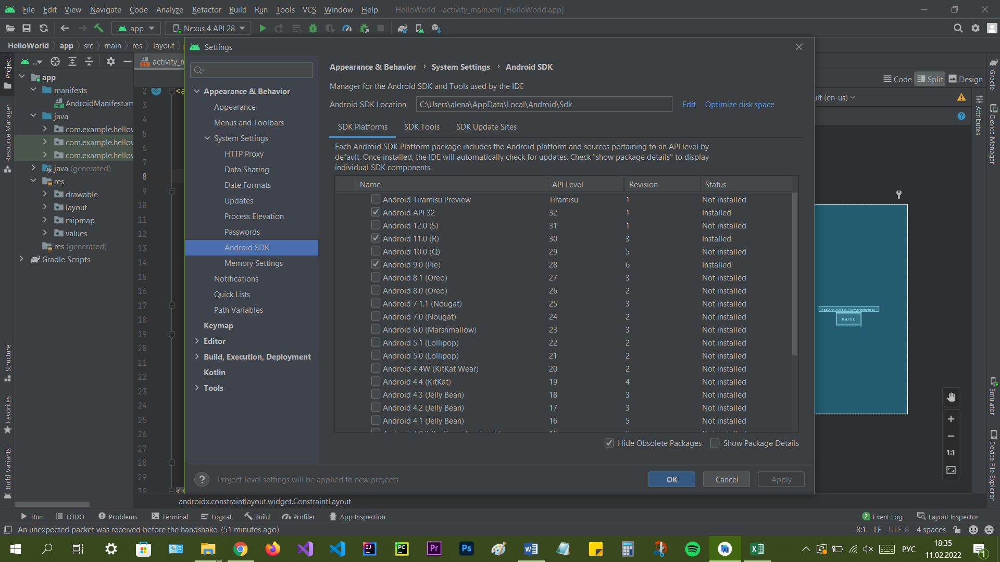 File Edit View Navigate Code Analyze Refactor Build Run Tools VCS Window Help HelloWorld - activity_main.xml [HelloWorld.app]
app Nexus 4 API 28
HelloWorld app src main res layout
Project
Resource Manager
Structure
Favorites
Build Variants
...
app
manifests
AndroidManifest.xm
java
com.example.hellow
com.example.hellow
com.example.hellow
java (generated)
res
drawable
layout
mipmap
values
res (generated)
Gradle Scripts
activity_m
2 <a
3
4
5
6
7
8
9
10
11
12
13
14
15
16
17
18
19
20
21
22
23
24
25
26
27
28
29
30 </
Settings
Appearance & Behavior
Appearance
Menus and Toolbars
System Settings
HTTP Proxy
Data Sharing
Date Formats
Updates
Process Elevation
Passwords
Android SDK
Memory Settings
Notifications
Quick Lists
Path Variables
Keymap
Editor
Build, Execution, Deployment
Kotlin
Tools
Appearance & Behavior › System Settings › Android SDK
Manager for the Android SDK and Tools used by the IDE
Android SDK Location: C:\Users\alena\AppData\Local\Android\Sdk Edit Optimize disk space
SDK Platforms SDK Tools SDK Update Sites
Each Android SDK Platform package includes the Android platform and sources pertaining to an API level by
default. Once installed, the IDE will automatically check for updates. Check "show package details" to display
individual SDK components.
Name API Level Revision Status
Android Tiramisu Preview Tiramisu 1 Not installed
Android API 32 32 1 Installed
Android 12.0 (S) 31 1 Not installed
Android 11.0 (R) 30 3 Installed
Android 10.0 (Q) 29 5 Not installed
Android 9.0 (Pie) 28 6 Installed
Android 8.1 (Oreo) 27 3 Not installed
Android 8.0 (Oreo) 26 2 Not installed
Android 7.1.1 (Nougat) 25 3 Not installed
Android 7.0 (Nougat) 24 2 Not installed
Android 6.0 (Marshmallow) 23 3 Not installed
Android 5.1 (Lollipop) 22 2 Not installed
Android 5.0 (Lollipop) 21 2 Not installed
Android 4.4W (KitKat Wear) 20 2 Not installed
Android 4.4 (KitKat) 19 4 Not installed
Android 4.3 (Jelly Bean) 18 3 Not installed
Android 4.2 (Jelly Bean) 17 3 Not installed
Android 4.1 (Jelly Bean) 16 5 Not installed
Hide Obsolete Packages Show Package Details
? Project-level settings will be applied to new projects OK Cancel Apply
Code Split Design
ult (en-us)
Алёна Ростиславовна
ВЫХОД
1:1
Attributes
Gradle
Device Manager
Emulator
Device File Explorer
androidx.constraintlayout.widget.ConstraintLayout
Run TODO Problems Terminal Logcat Build Profiler App Inspection 2 Event Log Layout Inspector
An unexpected packet was received before the handshake. (51 minutes ago) 8:1 LF UTF-8 4 spaces
РУС 18:35
11.02.2022 1